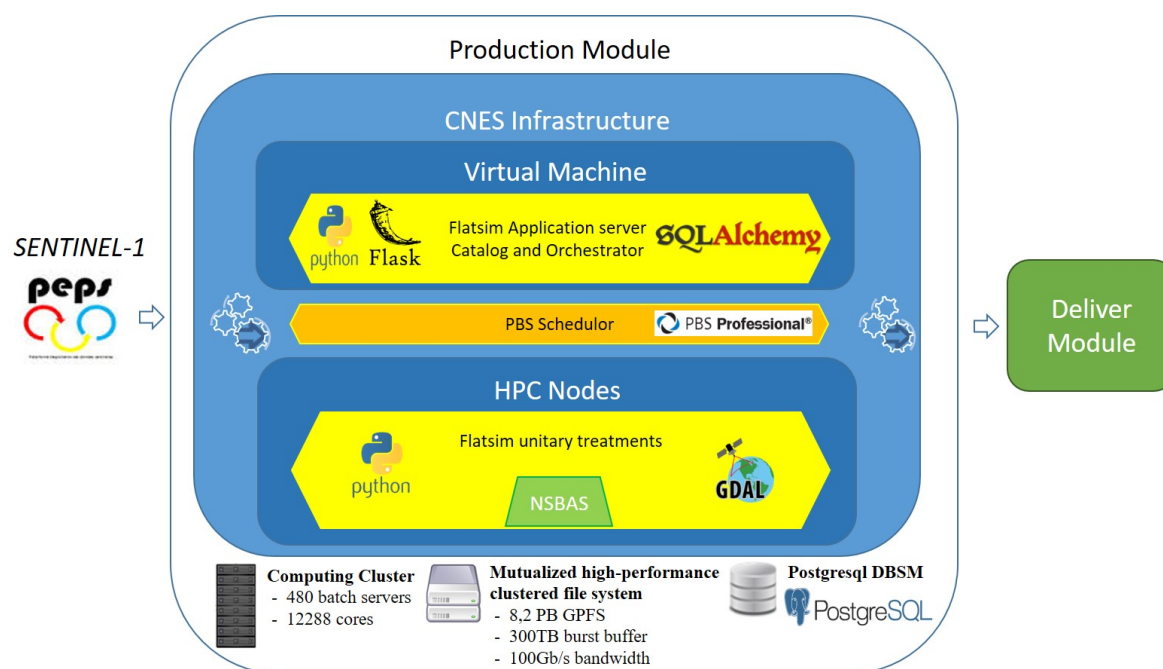 Production Module
CNES Infrastructure
Virtual Machine
python
Flask
Flatsim Application server
Catalog and Orchestrator
SQLAlchemy
SENTINEL-1
peps
PBS Schedulor
PBS Professional®
Deliver
Module
HPC Nodes
Flatsim unitary treatments
python
NSBAS
GDAL
Computing Cluster
- 480 batch servers
- 12288 cores
Mutualized high-performance
clustered file system
- 8,2 PB GPFS
- 300TB burst buffer
- 100Gb/s bandwidth
Postgresql DBSM
PostgreSQL